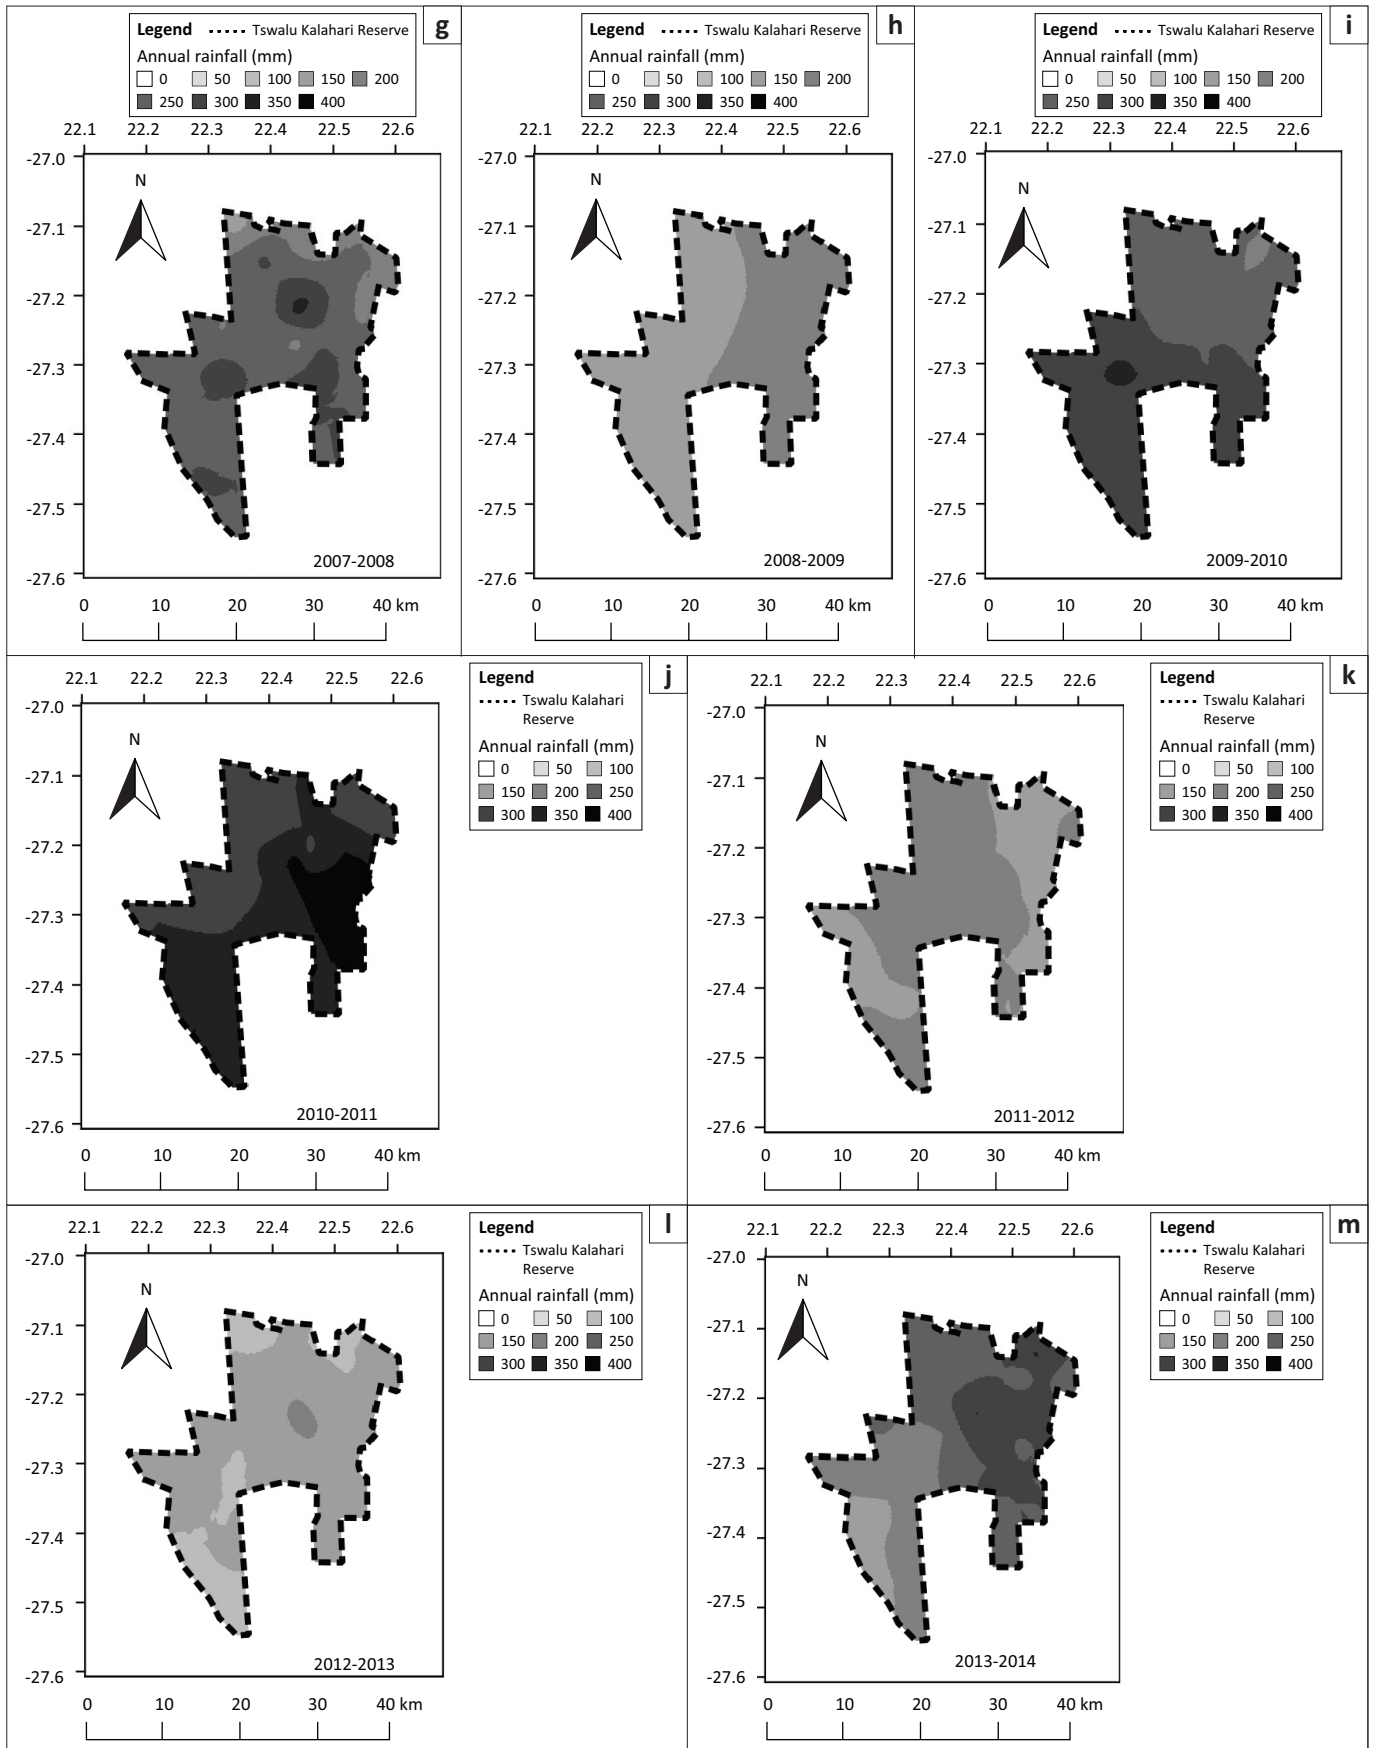 g
Legend Tswalu Kalahari Reserve
Annual rainfall (mm)
0 50 100 150 200
250 300 350 400
22.1 22.2 22.3 22.4 22.5 22.6
-27.0
-27.1
-27.2
-27.3
-27.4
-27.5
-27.6
N
2007-2008
0 10 20 30 40 km
h
Legend Tswalu Kalahari Reserve
Annual rainfall (mm)
0 50 100 150 200
250 300 350 400
22.1 22.2 22.3 22.4 22.5 22.6
-27.0
-27.1
-27.2
-27.3
-27.4
-27.5
-27.6
N
2008-2009
0 10 20 30 40 km
i
Legend Tswalu Kalahari Reserve
Annual rainfall (mm)
0 50 100 150 200
250 300 350 400
22.1 22.2 22.3 22.4 22.5 22.6
-27.0
-27.1
-27.2
-27.3
-27.4
-27.5
-27.6
N
2009-2010
0 10 20 30 40 km
j
Legend
Tswalu Kalahari
Reserve
Annual rainfall (mm)
0 50 100
150 200 250
300 350 400
22.1 22.2 22.3 22.4 22.5 22.6
-27.0
-27.1
-27.2
-27.3
-27.4
-27.5
-27.6
N
2010-2011
0 10 20 30 40 km
k
Legend
Tswalu Kalahari
Reserve
Annual rainfall (mm)
0 50 100
150 200 250
300 350 400
22.1 22.2 22.3 22.4 22.5 22.6
-27.0
-27.1
-27.2
-27.3
-27.4
-27.5
-27.6
N
2011-2012
0 10 20 30 40 km
l
Legend
Tswalu Kalahari
Reserve
Annual rainfall (mm)
0 50 100
150 200 250
300 350 400
22.1 22.2 22.3 22.4 22.5 22.6
-27.0
-27.1
-27.2
-27.3
-27.4
-27.5
-27.6
N
2012-2013
0 10 20 30 40 km
m
Legend
Tswalu Kalahari
Reserve
Annual rainfall (mm)
0 50 100
150 200 250
300 350 400
22.1 22.2 22.3 22.4 22.5 22.6
-27.0
-27.1
-27.2
-27.3
-27.4
-27.5
-27.6
N
2013-2014
0 10 20 30 40 km